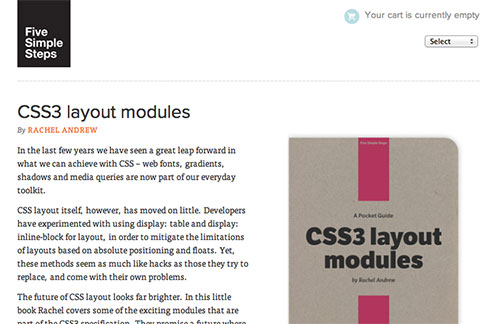 Five
Simple
Steps
Your cart is currently empty
Select
CSS3 layout modules
By RACHEL ANDREW
In the last few years we have seen a great leap forward in
what we can achieve with CSS – web fonts, gradients,
shadows and media queries are now part of our everyday
toolkit.
CSS layout itself, however, has moved on little. Developers
have experimented with using display: table and display:
inline-block for layout, in order to mitigate the limitations
of layouts based on absolute positioning and floats. Yet,
these methods seem as much like hacks as those they try to
replace, and come with their own problems.
The future of CSS layout looks far brighter. In this little
book Rachel covers some of the exciting modules that are
part of the CSS3 specification. They promise a future where
Five Simple Steps
A Pocket Guide
CSS3 layout
modules
by Rachel Andrew